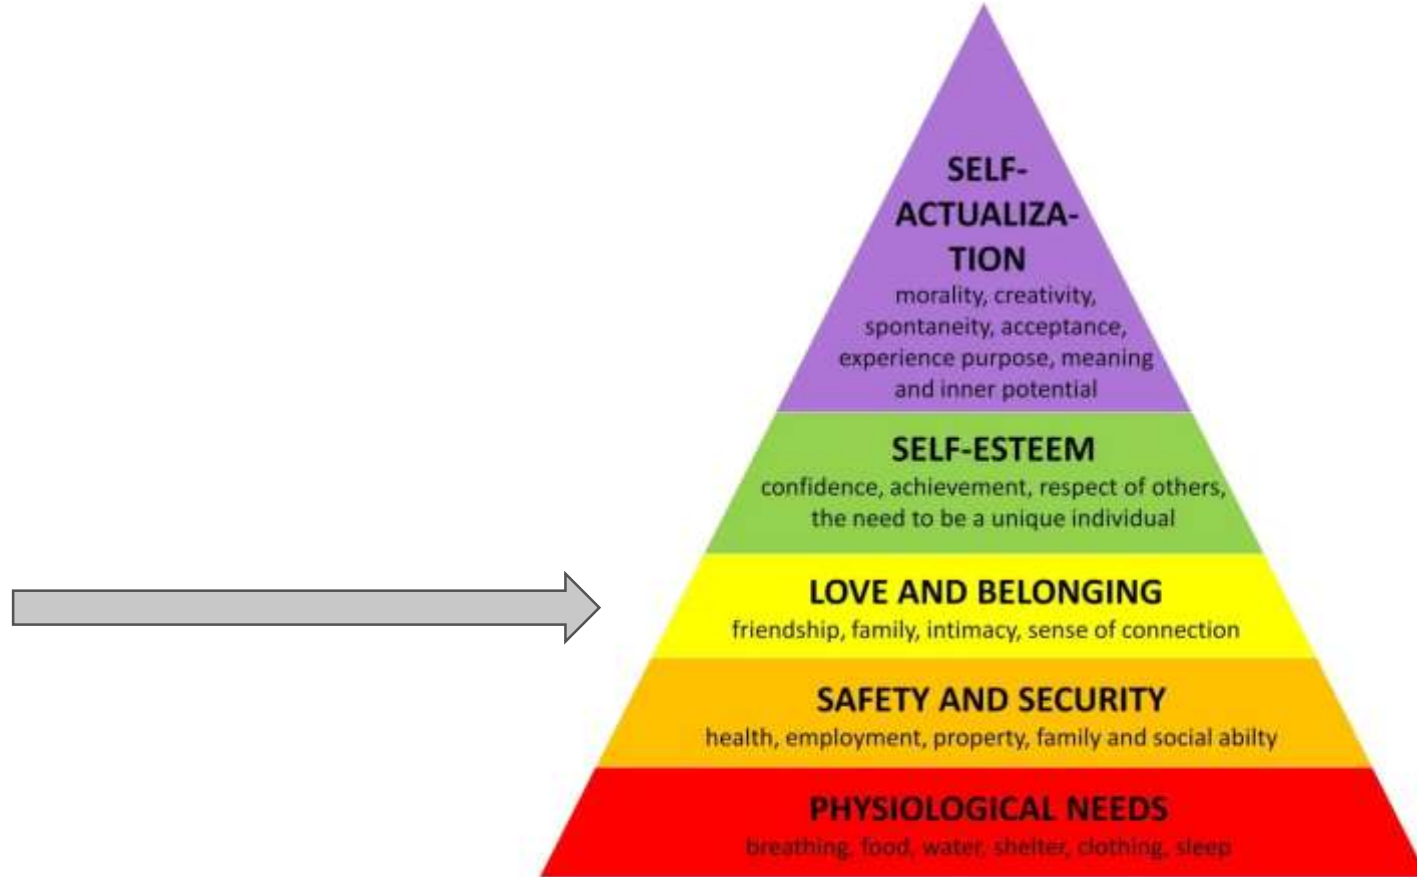 SELF-
ACTUALIZA-
TION
morality, creativity,
spontaneity, acceptance,
experience purpose, meaning
and inner potential
SELF-ESTEEM
confidence, achievement, respect of others,
the need to be a unique individual
LOVE AND BELONGING
friendship, family, intimacy, sense of connection
SAFETY AND SECURITY
health, employment, property, family and social abilty
PHYSIOLOGICAL NEEDS
breathing, food, water, shelter, clothing, sleep